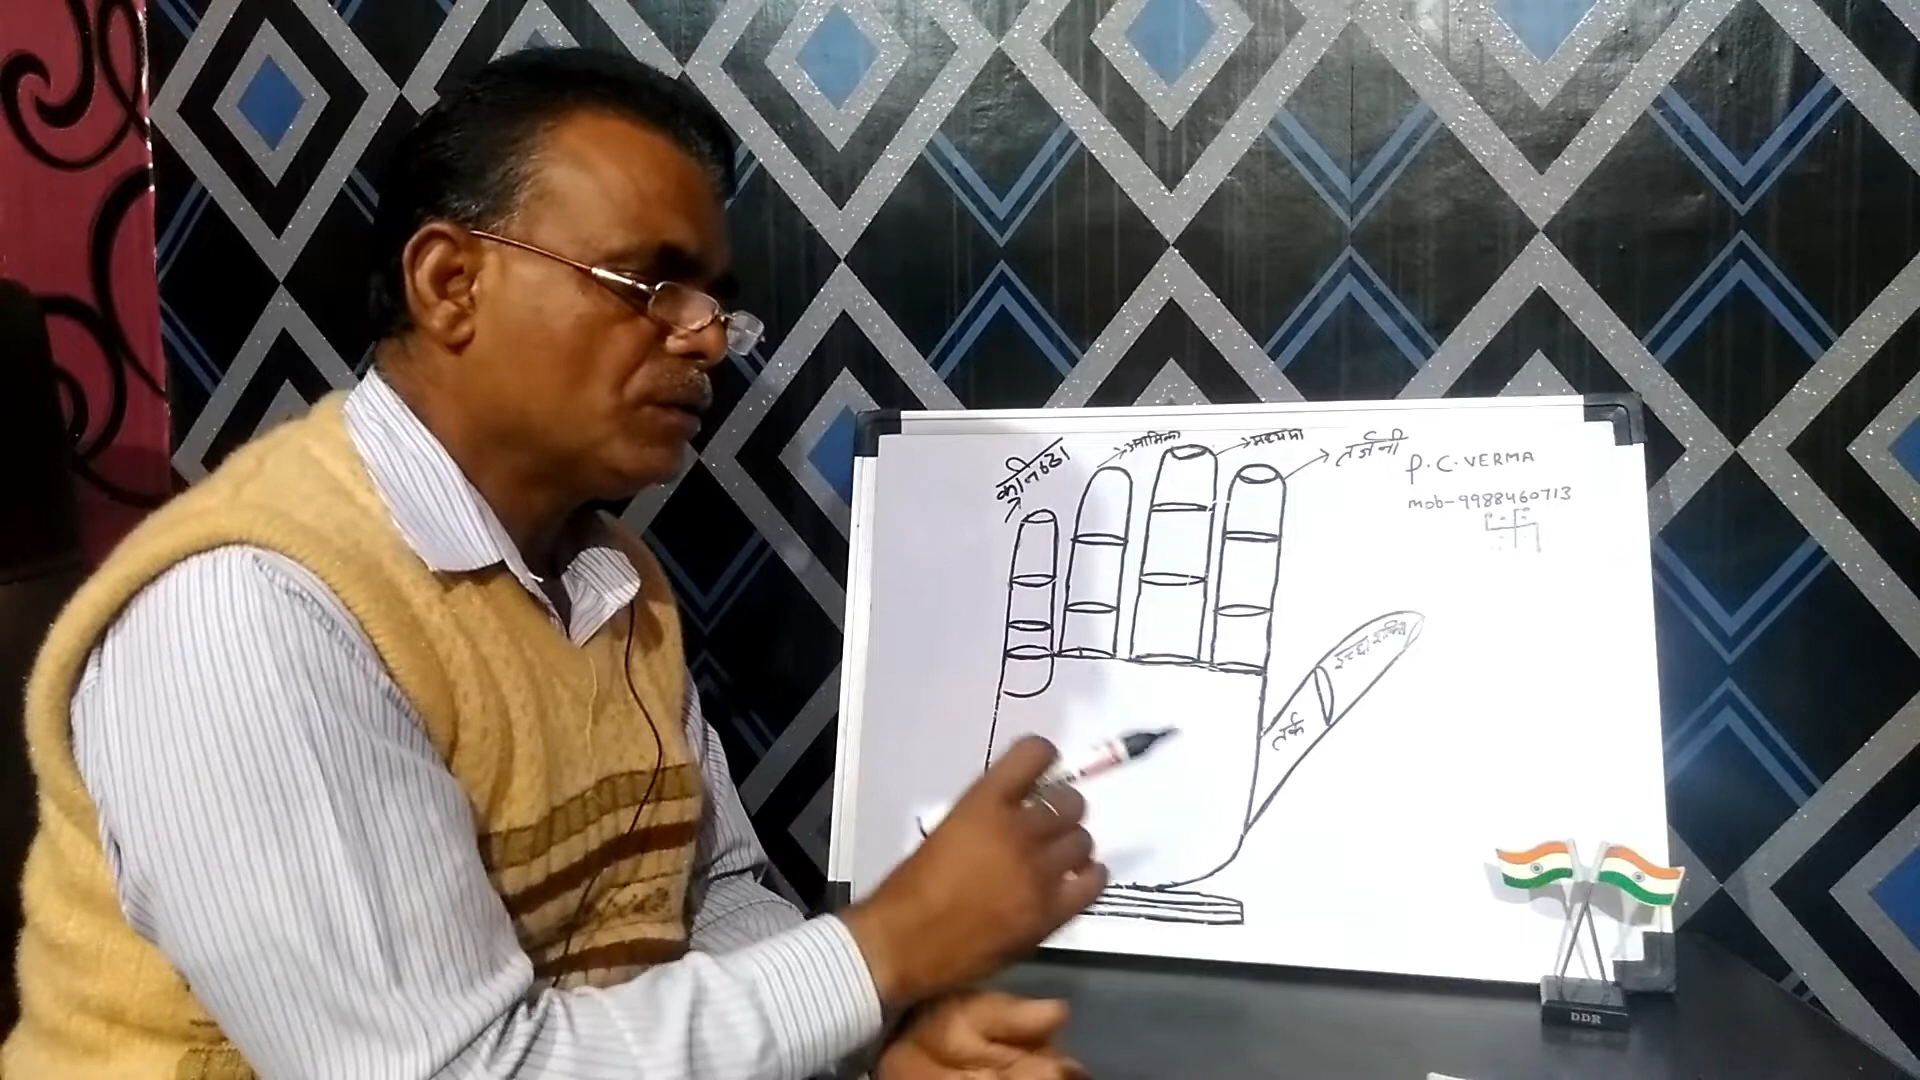 कनिष्ठा
अनामिका
मध्यमा
तर्जनी
P.C.VERMA
mob-9988460713
इच्छा शक्ति
तर्क
DDR